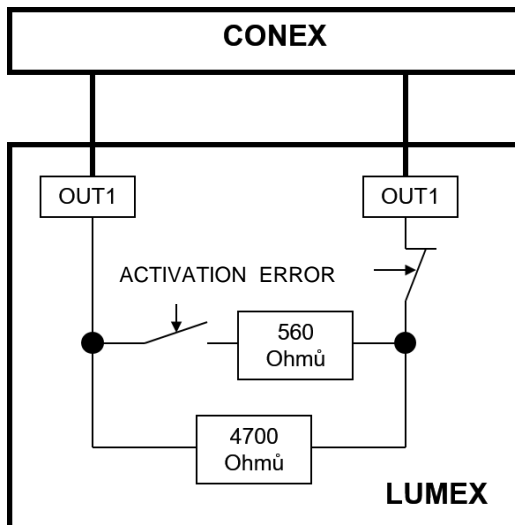 CONEX
OUT1
OUT1
ACTIVATION ERROR
560
Ohmů
4700
Ohmů
LUMEX